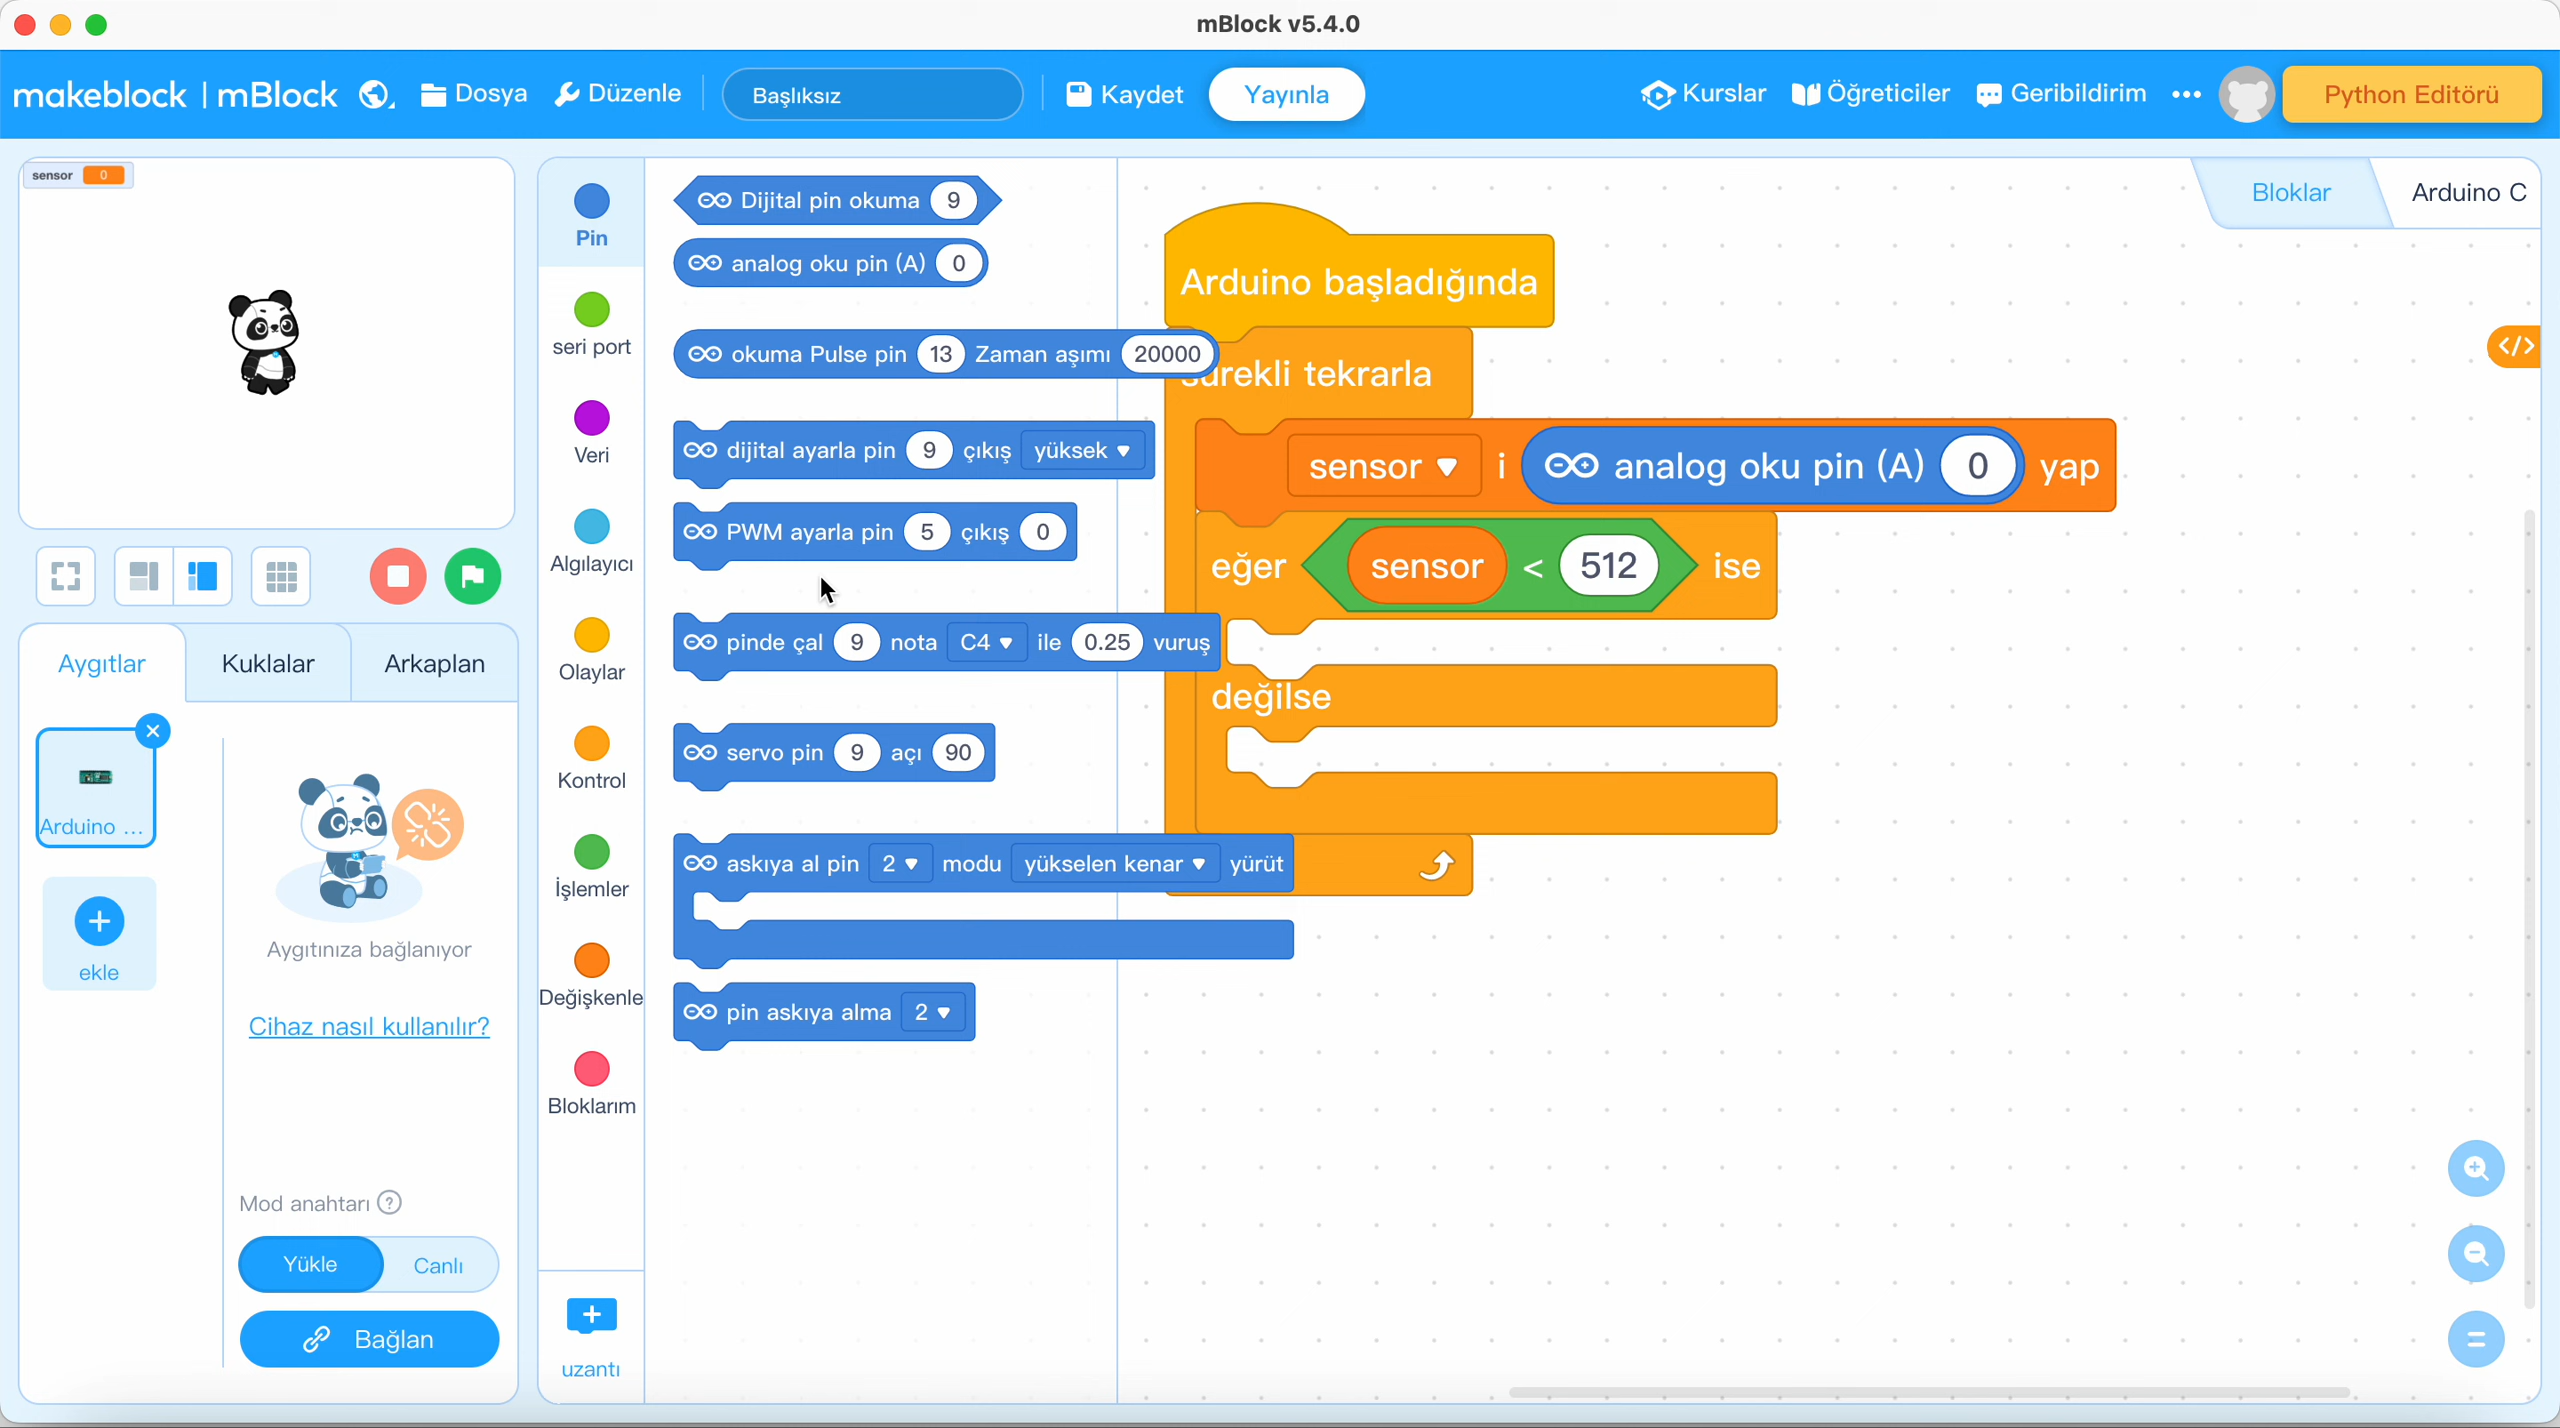 mBlock v5.4.0
makeblock | mBlock Dosya Düzenle Başlıksız Kaydet Yayınla Kurslar Öğreticiler Geribildirim Python Editörü
sensor 0
Aygıtlar Kuklalar Arkaplan
Arduino ...
ekle
Aygıtınıza bağlanıyor
Cihaz nasıl kullanılır?
Mod anahtarı ?
Yükle Canlı
Bağlan
Pin
seri port
Veri
Algılayıcı
Olaylar
Kontrol
İşlemler
Değişkenle
Bloklarım
uzantı
Dijital pin okuma 9
analog oku pin (A) 0
okuma Pulse pin 13 Zaman aşımı 20000
dijital ayarla pin 9 çıkış yüksek
PWM ayarla pin 5 çıkış 0
pinde çal 9 nota C4 ile 0.25 vuruş
servo pin 9 açı 90
askıya al pin 2 modu yükselen kenar yürüt
pin askıya alma 2
Bloklar Arduino C
Arduino başladığında
sürekli tekrarla
sensor i analog oku pin (A) 0 yap
eğer sensor < 512 ise
değilse